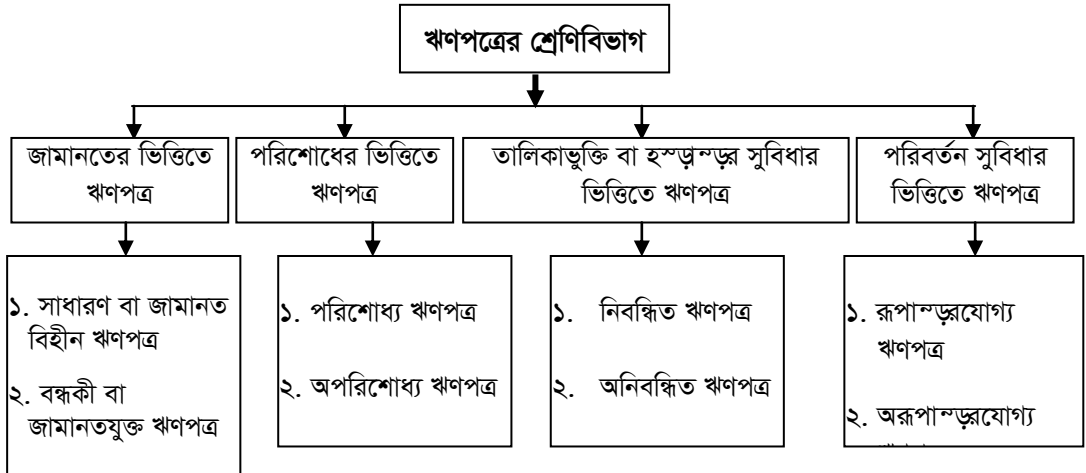 ঋণপত্রের শ্রেণিবিভাগ
জামানতের ভিত্তিতে
ঋণপত্র
পরিশোধের ভিত্তিতে
ঋণপত্র
তালিকাভুক্তি বা হস্ড়ান্ড়র সুবিধার
ভিত্তিতে ঋণপত্র
পরিবর্তন সুবিধার
ভিত্তিতে ঋণপত্র
১. সাধারণ বা জামানত
বিহীন ঋণপত্র
২. বন্ধকী বা
জামানতযুক্ত ঋণপত্র
১. পরিশোধ্য ঋণপত্র
২. অপরিশোধ্য ঋণপত্র
১. নিবন্ধিত ঋণপত্র
২. অনিবন্ধিত ঋণপত্র
১. রূপান্ড়রযোগ্য
ঋণপত্র
২. অরূপান্ড়রযোগ্য